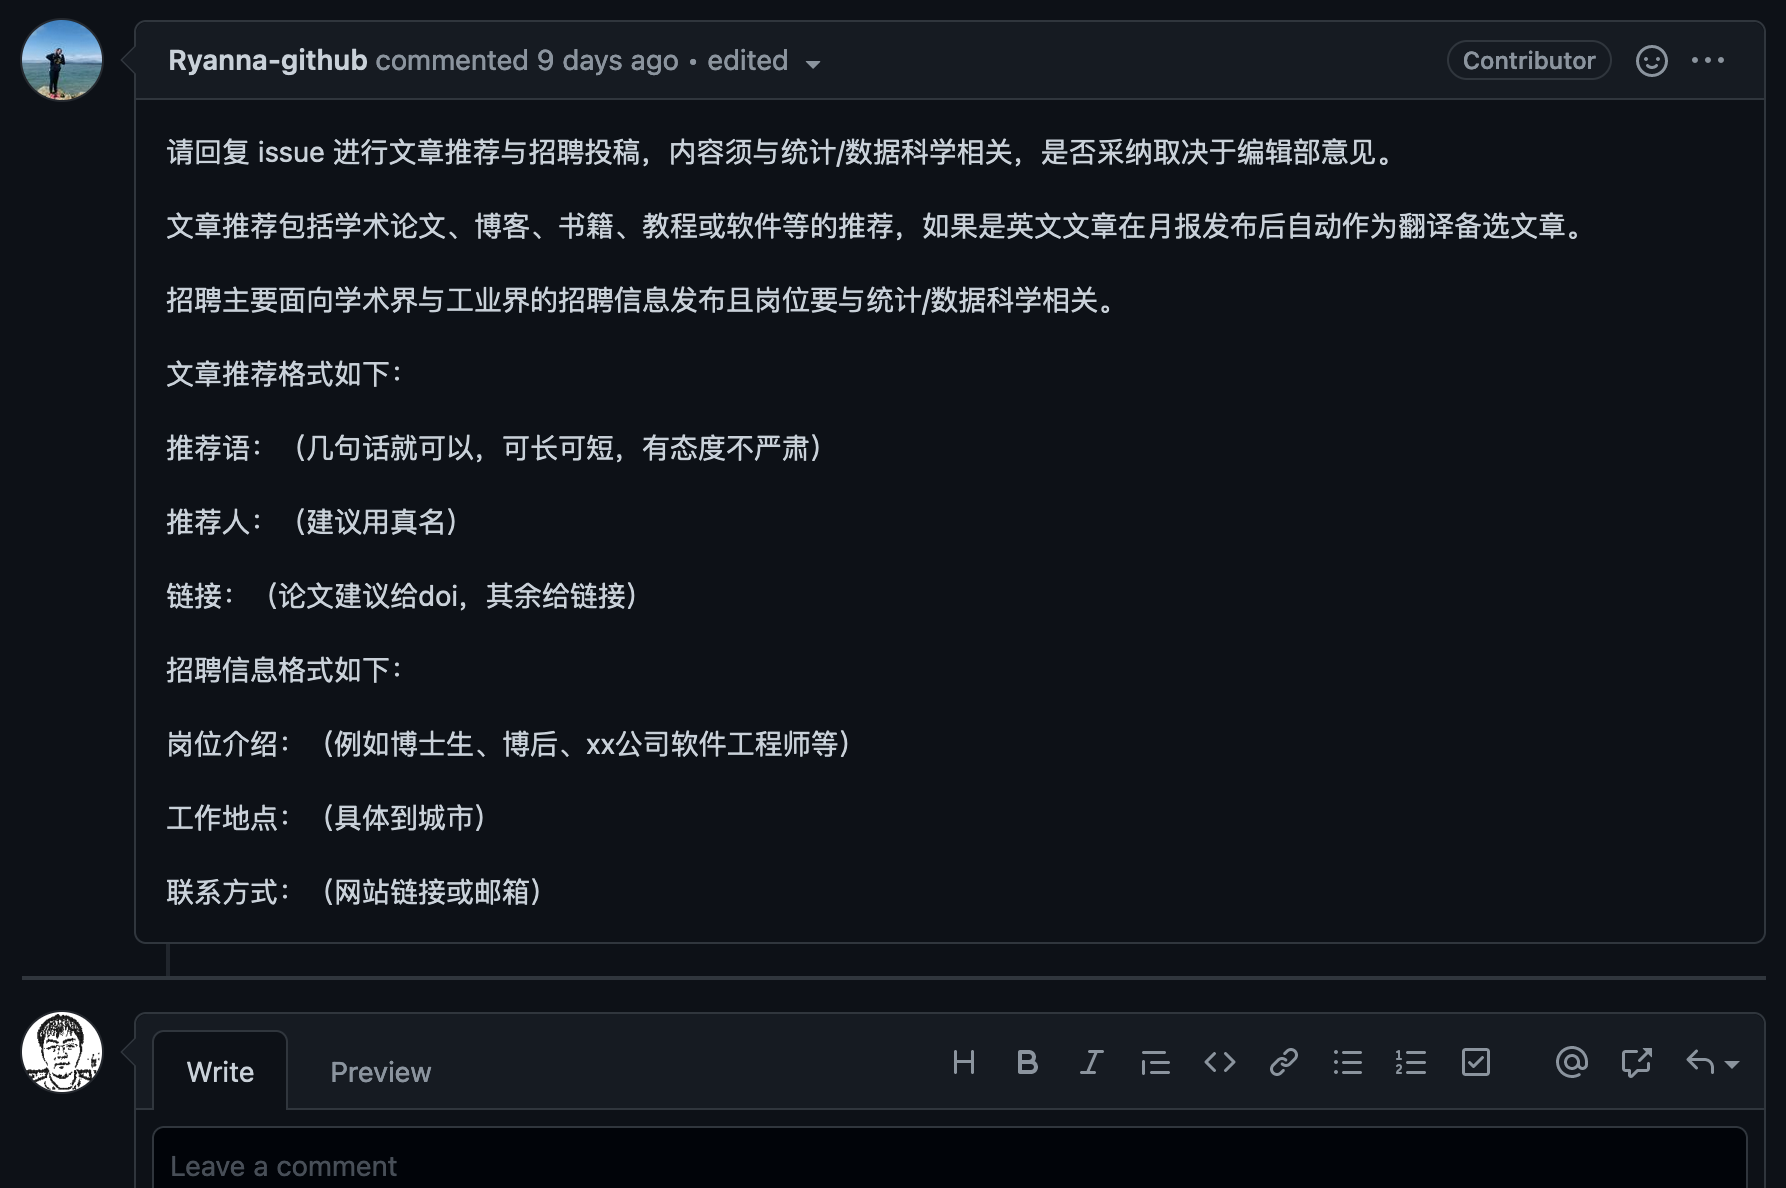 Ryanna-github commented 9 days ago • edited
Contributor
请回复 issue 进行文章推荐与招聘投稿，内容须与统计/数据科学相关，是否采纳取决于编辑部意见。
文章推荐包括学术论文、博客、书籍、教程或软件等的推荐，如果是英文文章在月报发布后自动作为翻译备选文章。
招聘主要面向学术界与工业界的招聘信息发布且岗位要与统计/数据科学相关。
文章推荐格式如下：
推荐语：（几句话就可以，可长可短，有态度不严肃）
推荐人：（建议用真名）
链接：（论文建议给doi，其余给链接）
招聘信息格式如下：
岗位介绍：（例如博士生、博后、xx公司软件工程师等）
工作地点：（具体到城市）
联系方式：（网站链接或邮箱）
Write Preview
Leave a comment